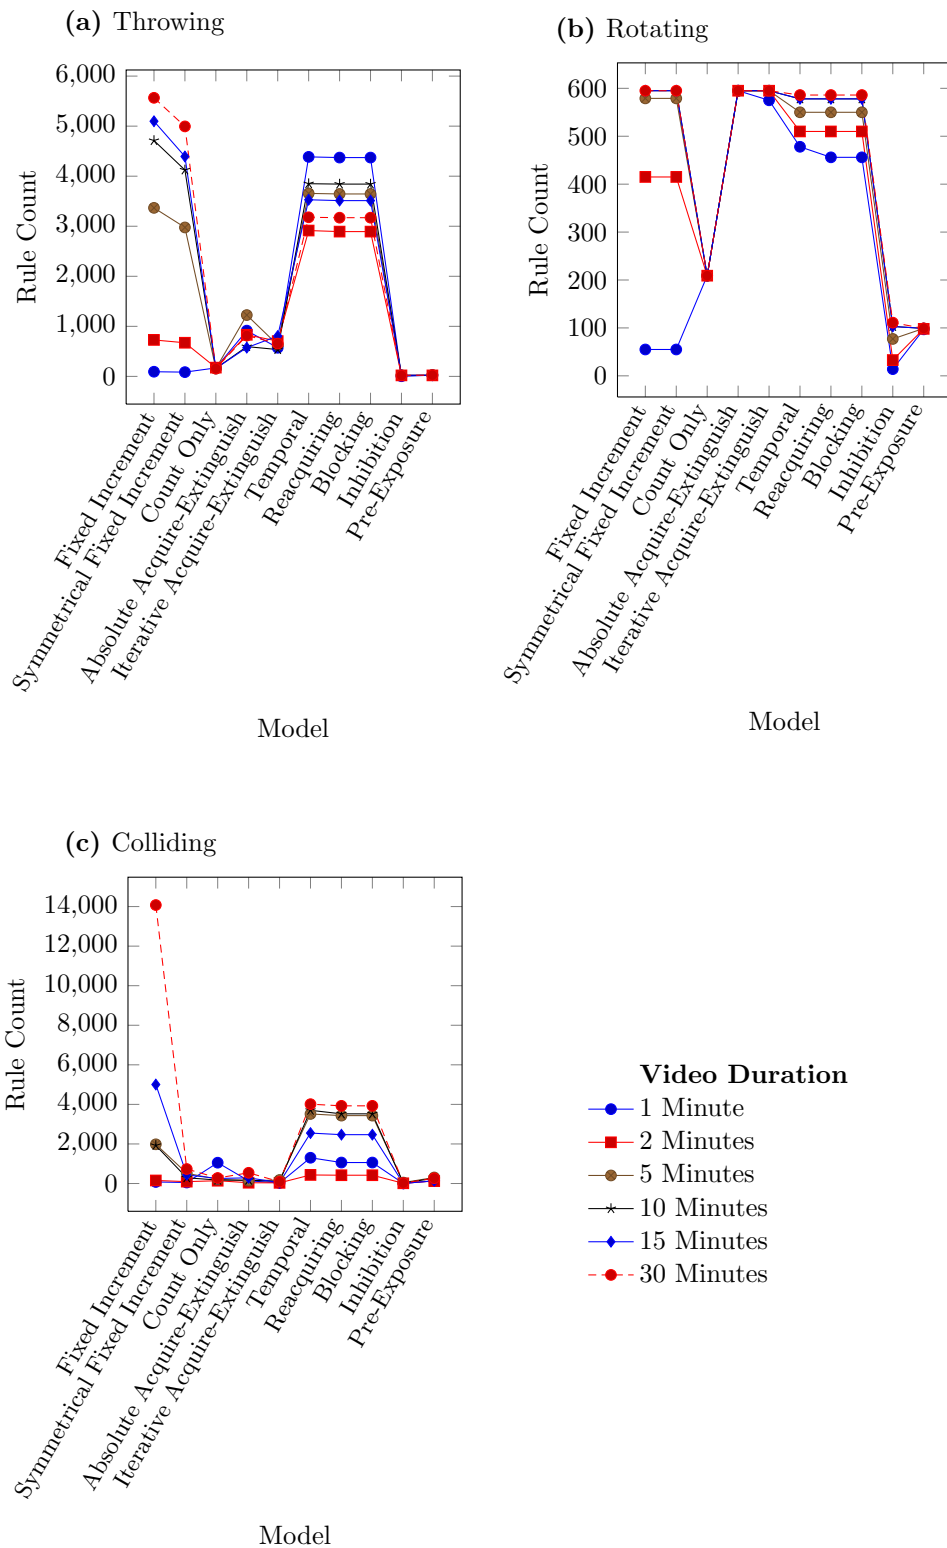 (a) Throwing
6,000
5,000
4,000
3,000
2,000
1,000
0
Rule Count
Fixed Increment
Symmetrical Fixed Increment
Count Only
Absolute Acquire-Extinguish
Iterative Acquire-Extinguish
Temporal
Reacquiring
Blocking
Inhibition
Pre-Exposure
Model
(b) Rotating
600
500
400
300
200
100
0
Rule Count
Fixed Increment
Symmetrical Fixed Increment
Count Only
Absolute Acquire-Extinguish
Iterative Acquire-Extinguish
Temporal
Reacquiring
Blocking
Inhibition
Pre-Exposure
Model
(c) Colliding
14,000
12,000
10,000
8,000
6,000
4,000
2,000
0
Rule Count
Fixed Increment
Symmetrical Fixed Increment
Count Only
Absolute Acquire-Extinguish
Iterative Acquire-Extinguish
Temporal
Reacquiring
Blocking
Inhibition
Pre-Exposure
Model
Video Duration
1 Minute
2 Minutes
5 Minutes
10 Minutes
15 Minutes
30 Minutes